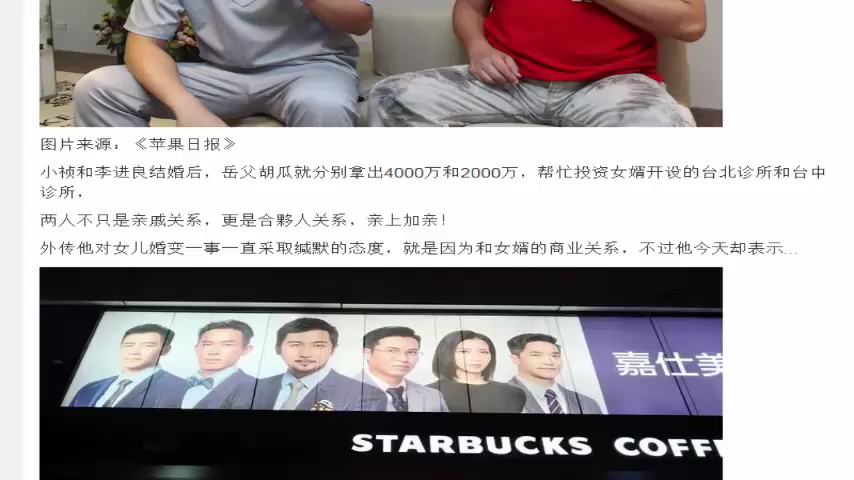 图片来源：《苹果日报》
小祯和李进良结婚后，岳父胡瓜就分别拿出4000万和2000万，帮忙投资女婿开设的台北诊所和台中
诊所，
两人不只是亲戚关系，更是合夥人关系，亲上加亲！
外传他对女儿婚变一事一直采取缄默的态度，就是因为和女婿的商业关系，不过他今天却表示...
嘉仕美
STARBUCKS COFF